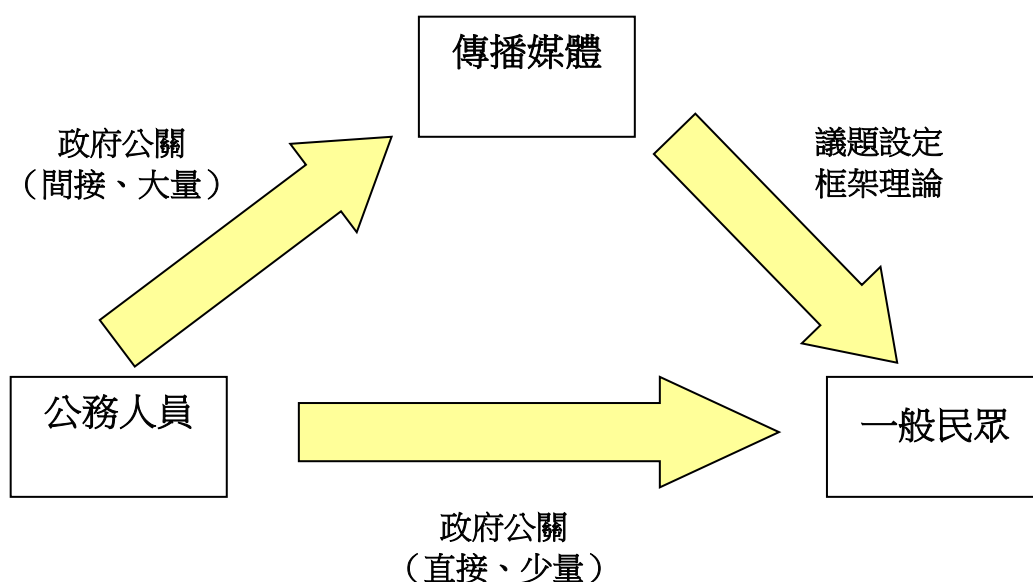 傳播媒體
政府公關
（間接、大量）
議題設定
框架理論
公務人員
一般民眾
政府公關
（直接、少量）